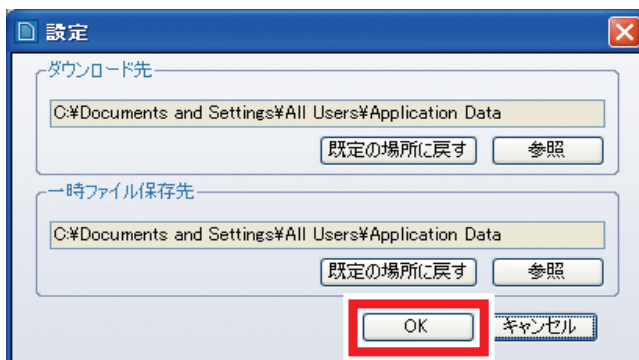 設定
ダウンロード先
C:¥Documents and Settings¥All Users¥Application Data
既定の場所に戻す 参照
一時ファイル保存先
C:¥Documents and Settings¥All Users¥Application Data
既定の場所に戻す 参照
OK キャンセル